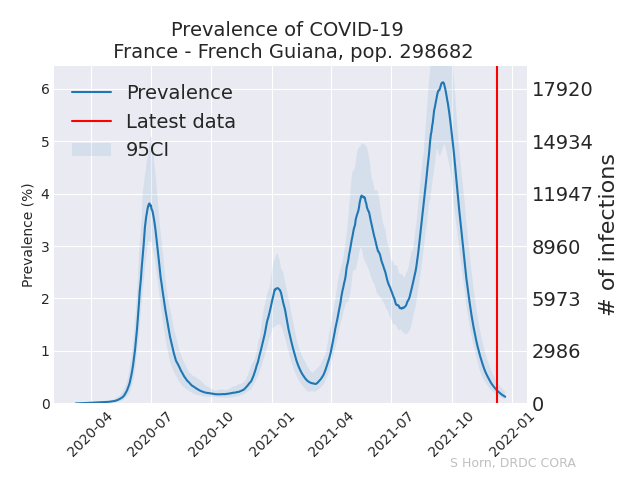 Prevalence of COVID-19
France - French Guiana, pop. 298682
Prevalence
Latest data
95CI
Prevalence (%)
6
5
4
3
2
1
0
17920
14934
11947
8960
5973
2986
0
# of infections
2020-04
2020-07
2020-10
2021-01
2021-04
2021-07
2021-10
2022-01
S Horn, DRDC CORA